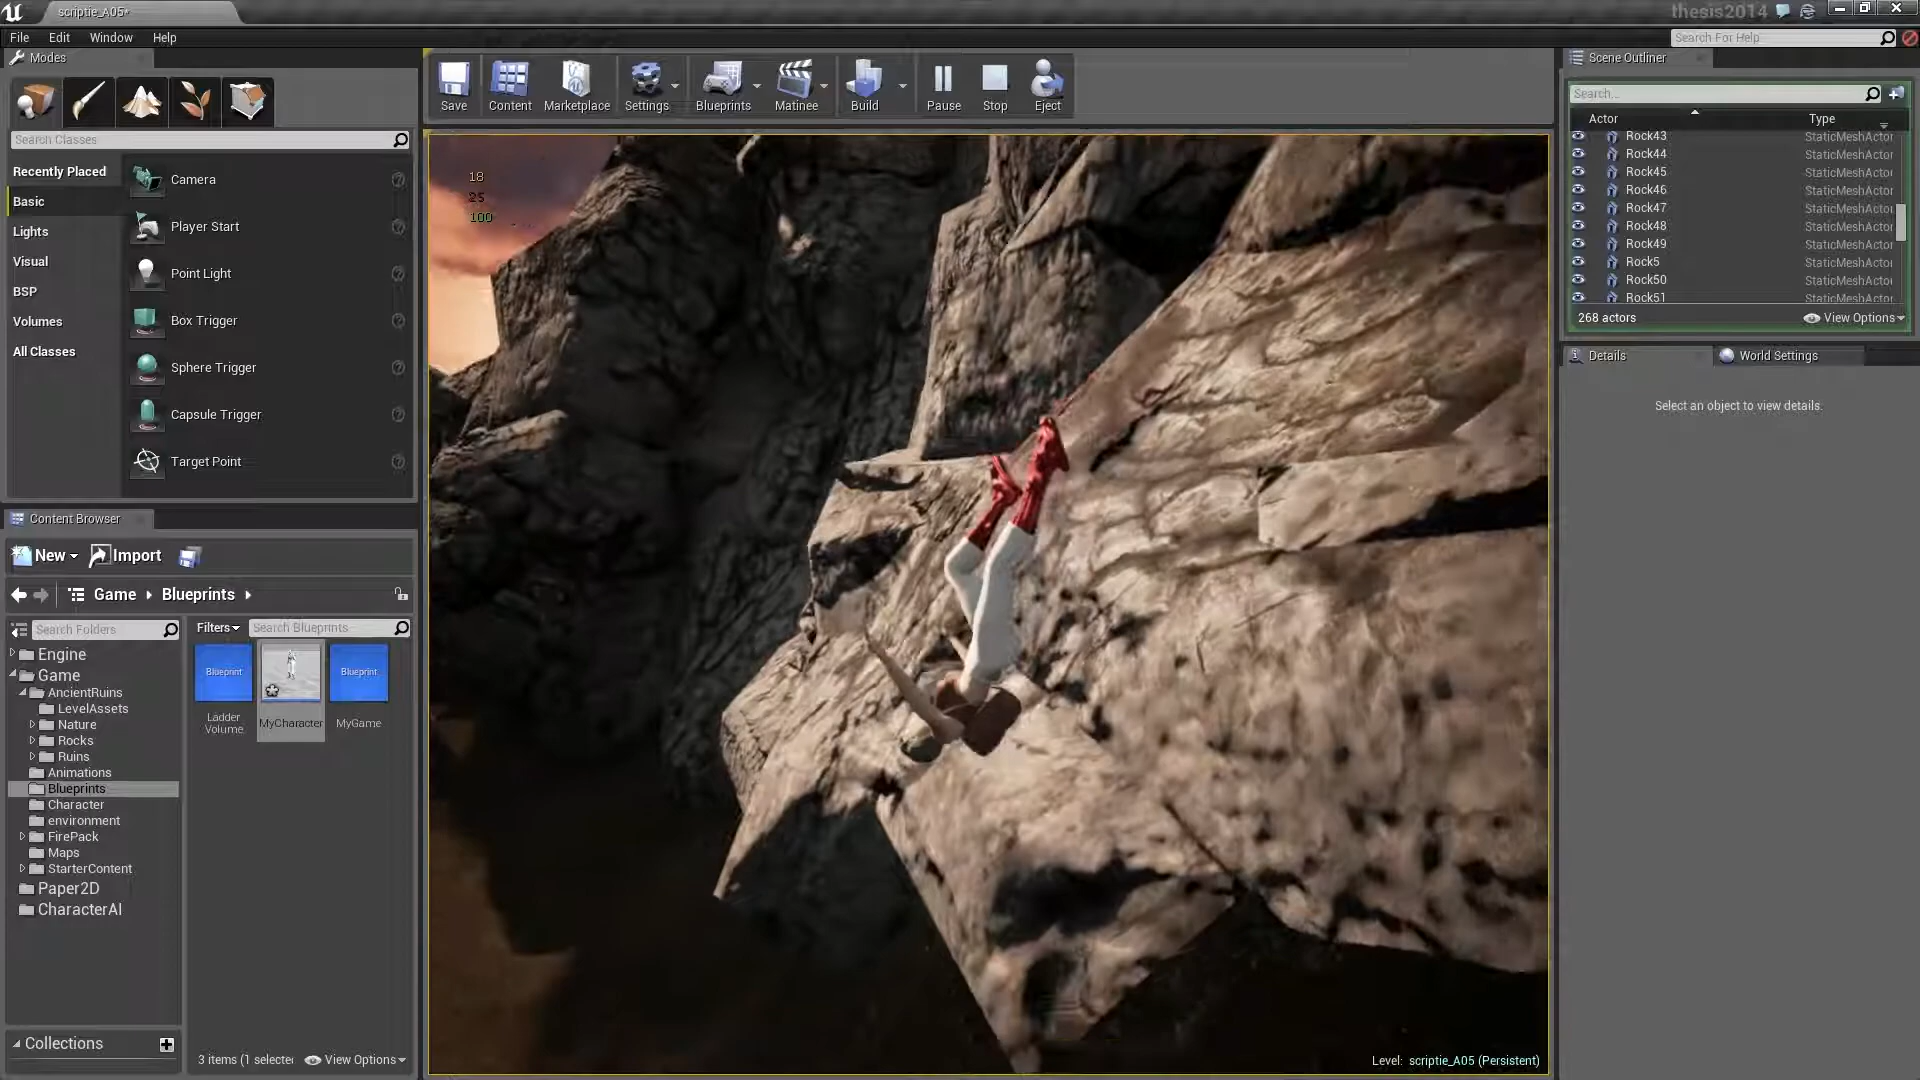 scriptie_A05*
thesis2014
File Edit Window Help
Search For Help
Modes
Search Classes
Recently Placed
Basic
Lights
Visual
BSP
Volumes
All Classes
Camera
Player Start
Point Light
Box Trigger
Sphere Trigger
Capsule Trigger
Target Point
Content Browser
New Import
Game Blueprints
Search Folders
Engine
Game
AncientRuins
LevelAssets
Nature
Rocks
Ruins
Animations
Blueprints
Character
environment
FirePack
Maps
StarterContent
Paper2D
CharacterAI
Collections
Filters Search Blueprints
Blueprint Blueprint
Ladder
Volume
MyCharacter
MyGame
3 items (1 selected
View Options
Save Content Marketplace Settings Blueprints Matinee Build Pause Stop Eject
18
25
100
Level: scriptie_A05 (Persistent)
Scene Outliner
Search...
Actor Type
Rock43 StaticMeshActor
Rock44 StaticMeshActor
Rock45 StaticMeshActor
Rock46 StaticMeshActor
Rock47 StaticMeshActor
Rock48 StaticMeshActor
Rock49 StaticMeshActor
Rock5 StaticMeshActor
Rock50 StaticMeshActor
Rock51 StaticMeshActor
268 actors View Options
Details World Settings
Select an object to view details.